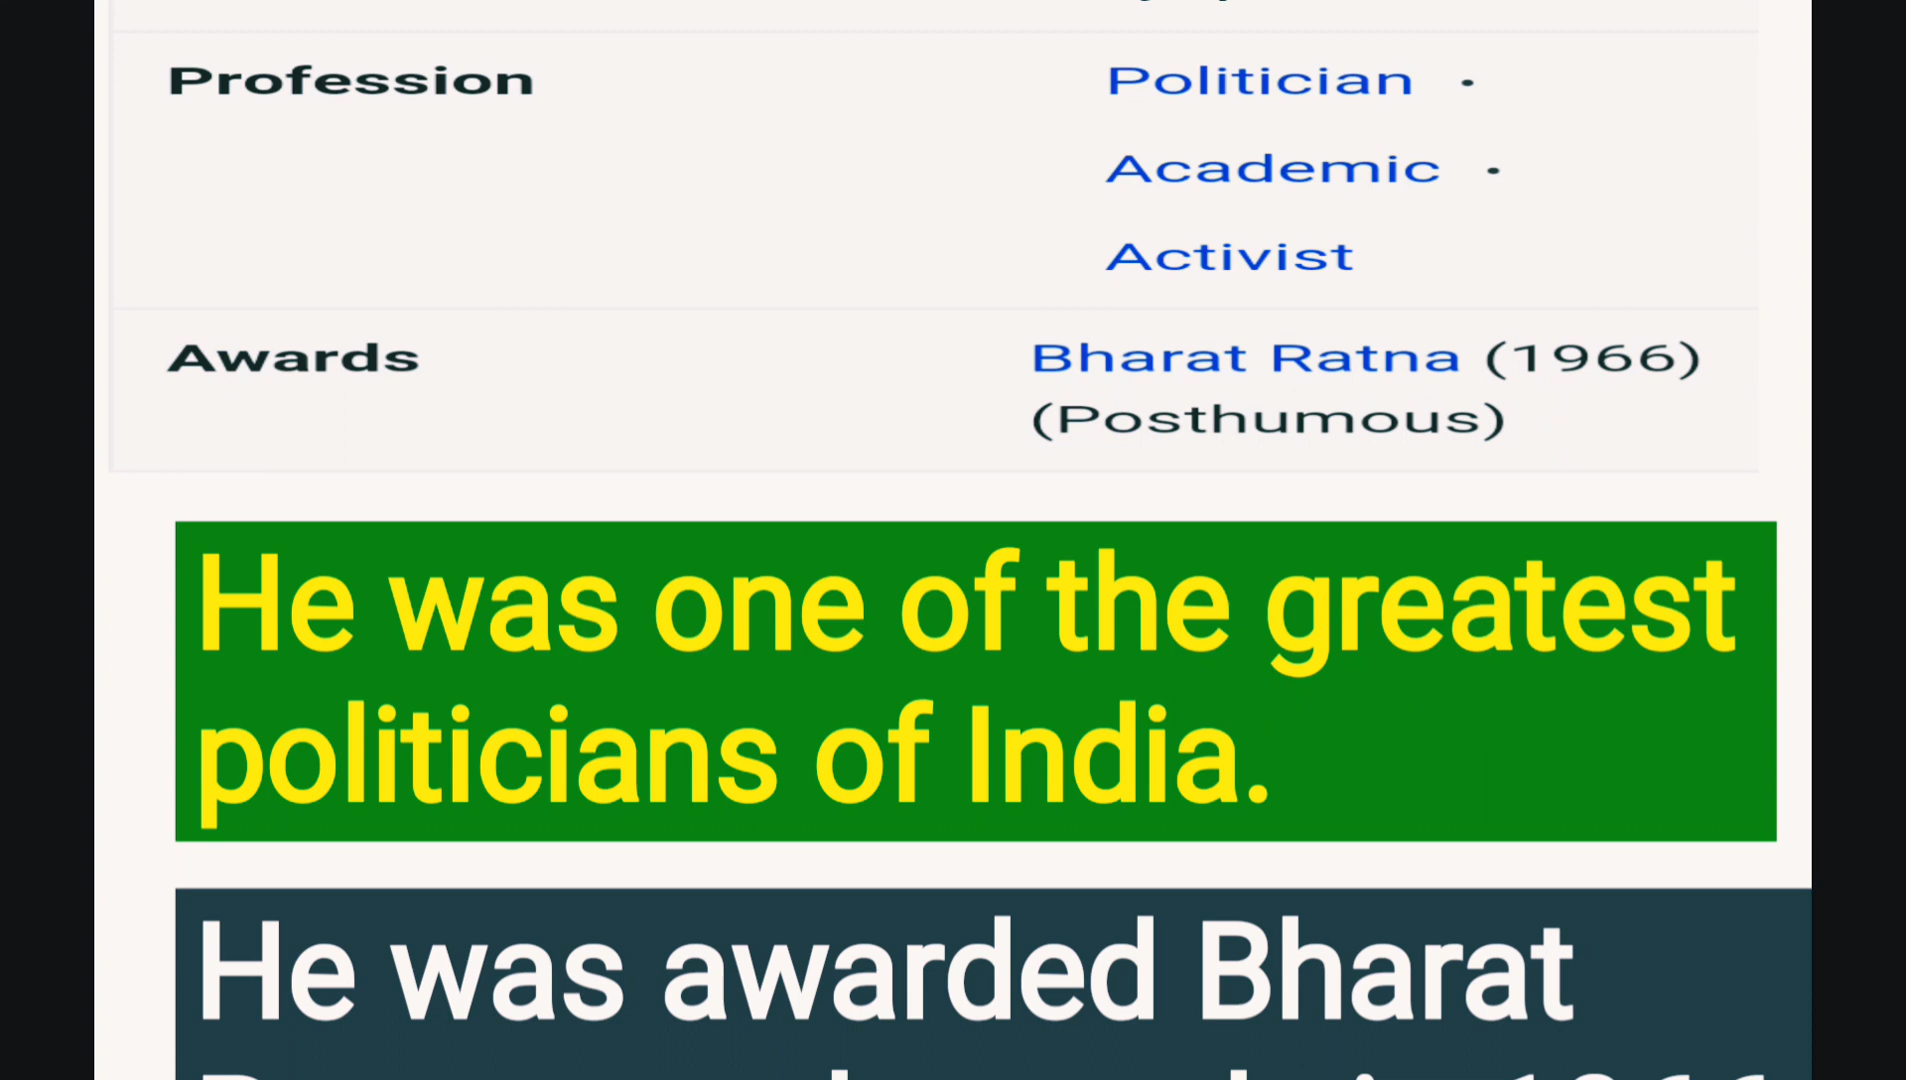 Profession Politician •
Academic •
Activist
Awards Bharat Ratna (1966)
(Posthumous)
He was one of the greatest
politicians of India.
He was awarded Bharat